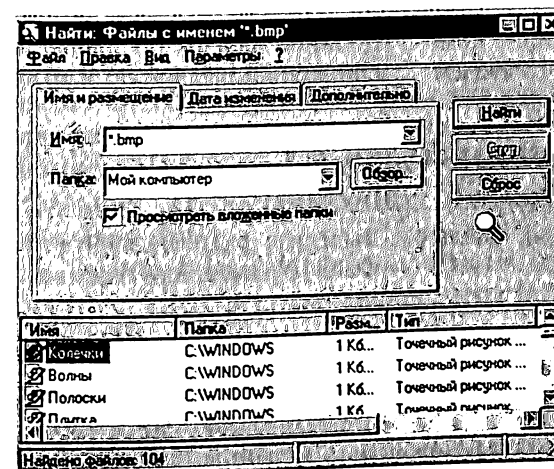 Найти: Файлы с именем "*.bmp"
Файл Правка Вид Параметры ?
Имя и размещение Дата изменения Дополнительно
Имя: *.bmp
Папка: Мой компьютер Обзор...
Просмотреть вложенные папки
Найти
Стоп
Сброс
Имя Папка Разм... Тип
Колечки C:\WINDOWS 1 Кб... Точечный рисунок ...
Волны C:\WINDOWS 1 Кб... Точечный рисунок ...
Полоски C:\WINDOWS 1 Кб... Точечный рисунок ...
Плитка C:\WINDOWS 1 Кб Точечный рисунок
Найдено файлов: 104